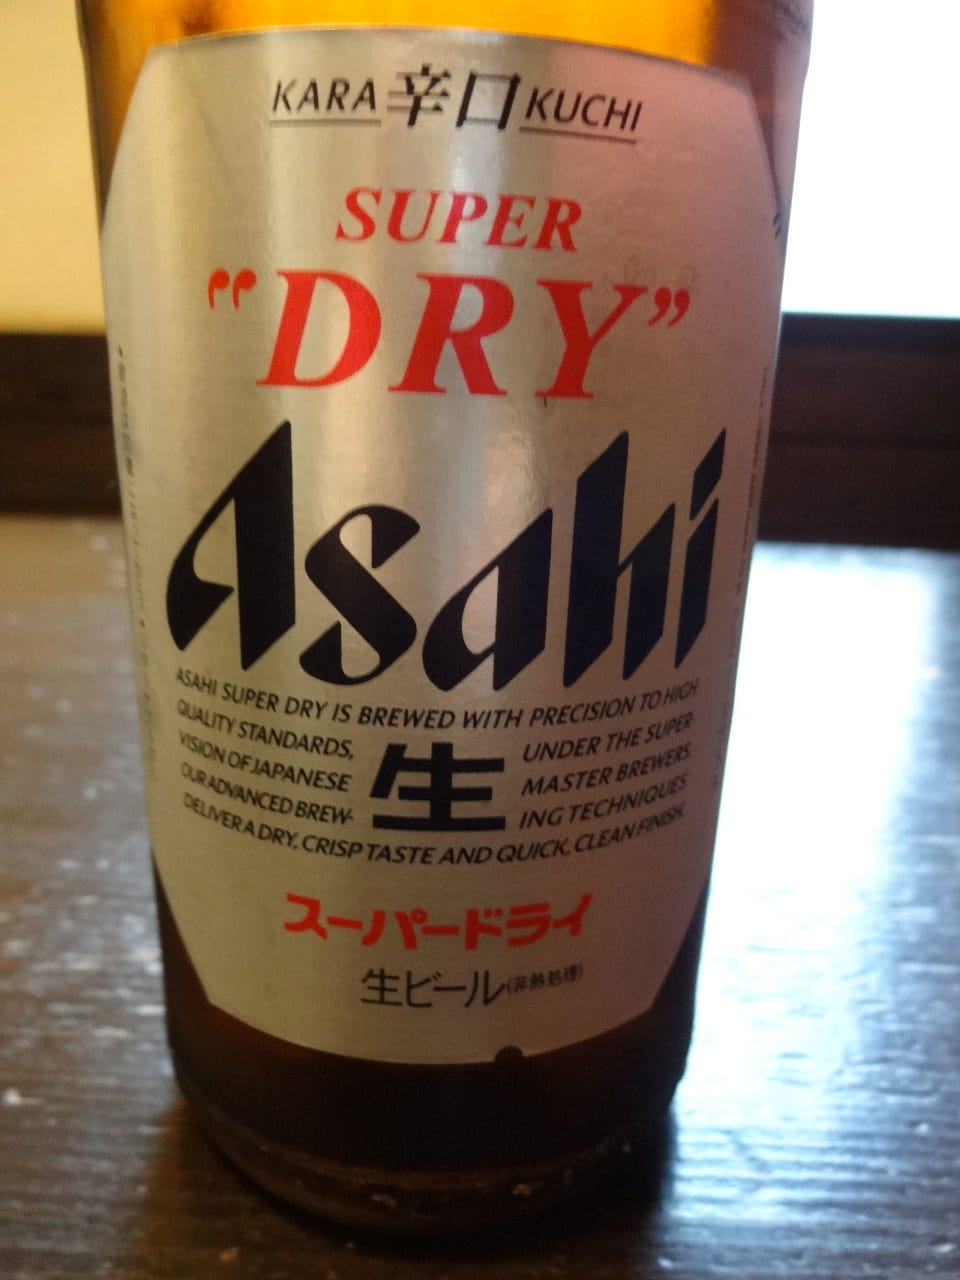 KARA 辛口 KUCHI
SUPER
"DRY"
Asahi
ASAHI SUPER DRY IS BREWED WITH PRECISION TO HIGH
QUALITY STANDARDS, UNDER THE SUPER-
VISION OF JAPANESE MASTER BREWERS.
OUR ADVANCED BREW- ING TECHNIQUES
生
DELIVER A DRY, CRISP TASTE AND QUICK, CLEAN FINISH.
スーパードライ
生ビール(非熱処理)